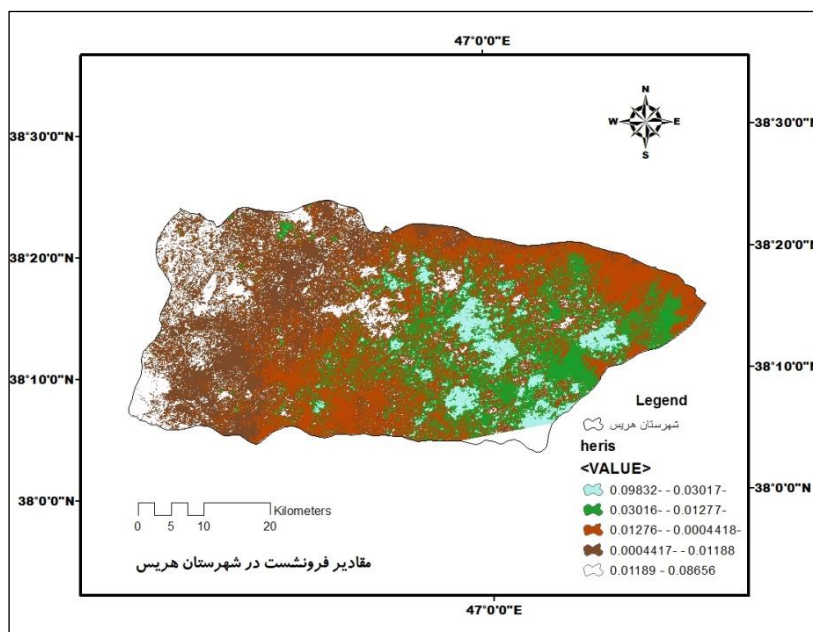 47°0'0"E
N
W E
S
38°30'0"N 38°30'0"N
38°20'0"N 38°20'0"N
38°10'0"N 38°10'0"N
38°0'0"N 38°0'0"N
Legend
شهرستان هریس
heris
<VALUE>
0.09832- - 0.03017-
0.03016- - 0.01277-
0.01276- - 0.0004418-
0.0004417- - 0.01188
0.01189 - 0.08656
Kilometers
0 5 10 20
مقادیر فرونشست در شهرستان هریس
47°0'0"E